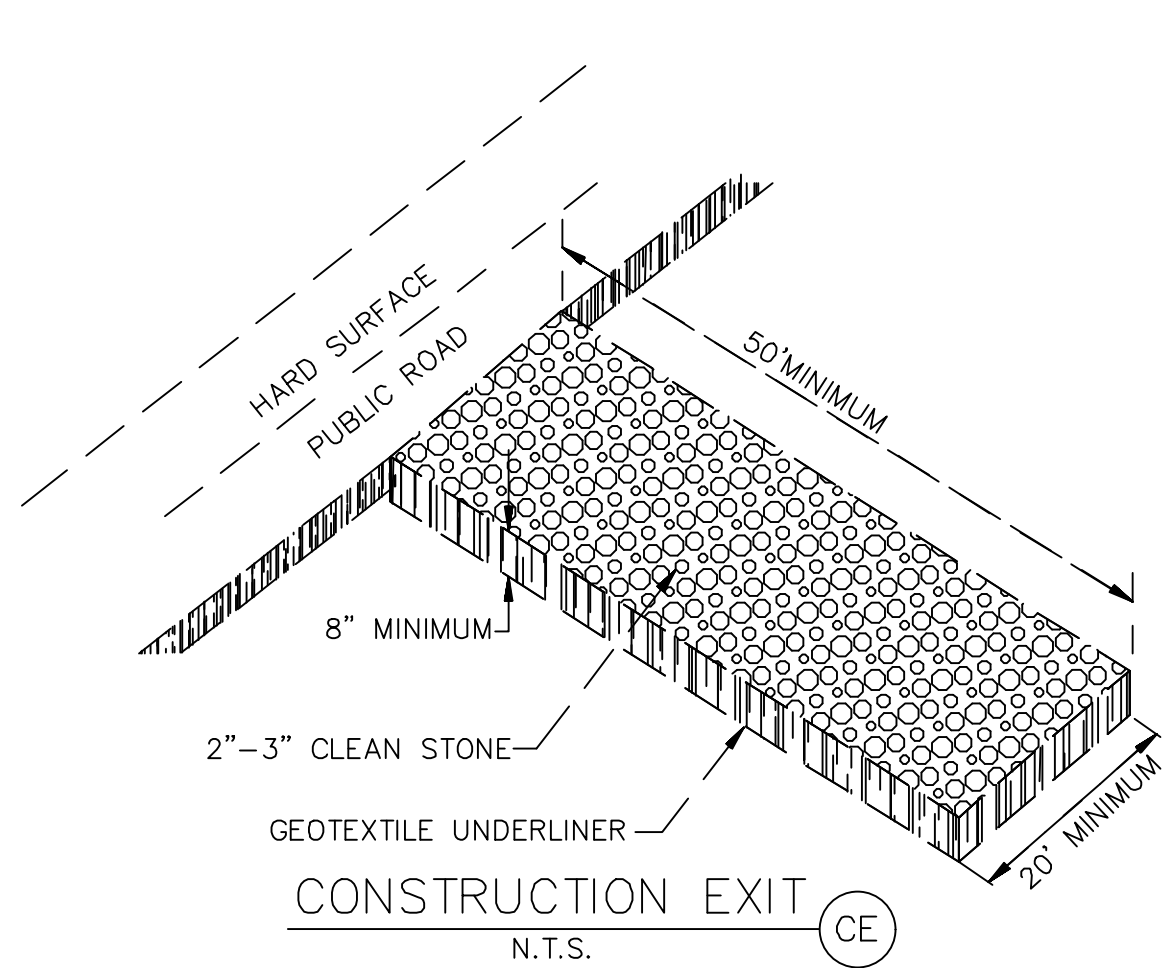 HARD SURFACE
PUBLIC ROAD
50'MINIMUM
8" MINIMUM
2"-3" CLEAN STONE
GEOTEXTILE UNDERLINER
20' MINIMUM
CONSTRUCTION EXIT
CE
N.T.S.